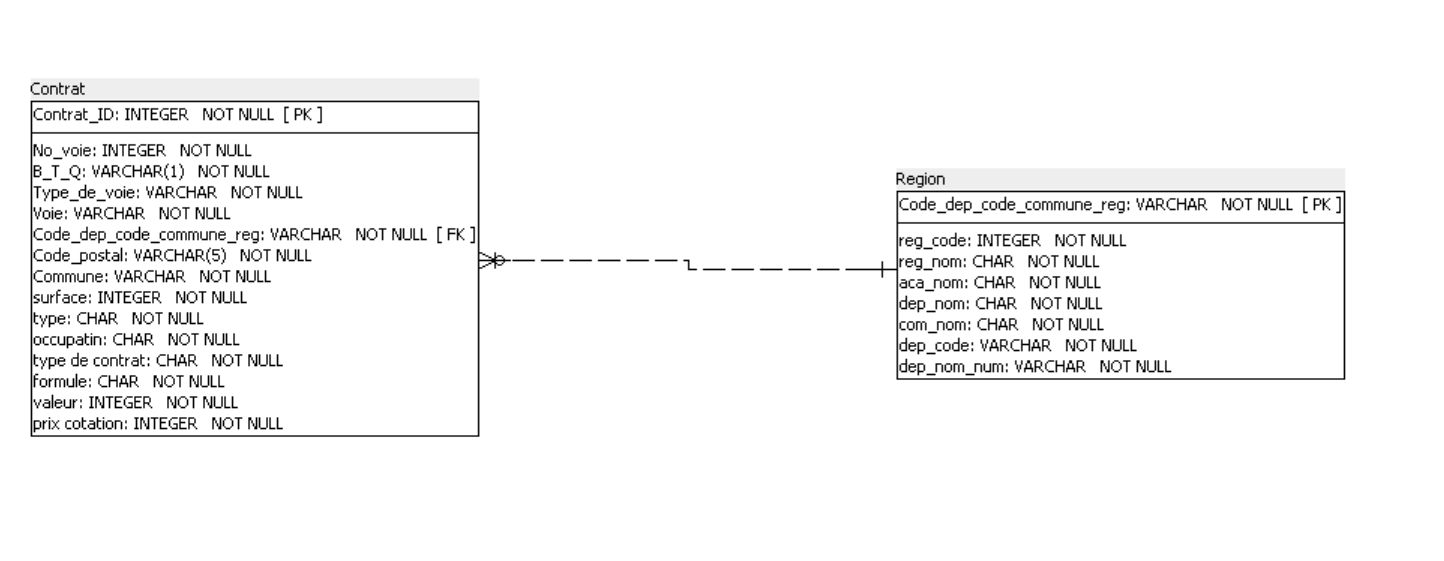 Contrat
Contrat_ID: INTEGER NOT NULL [ PK ]
No_voie: INTEGER NOT NULL
B_T_Q: VARCHAR(1) NOT NULL
Type_de_voie: VARCHAR NOT NULL
Voie: VARCHAR NOT NULL
Code_dep_code_commune_reg: VARCHAR NOT NULL [ FK ]
Code_postal: VARCHAR(5) NOT NULL
Commune: VARCHAR NOT NULL
surface: INTEGER NOT NULL
type: CHAR NOT NULL
occupatin: CHAR NOT NULL
type de contrat: CHAR NOT NULL
formule: CHAR NOT NULL
valeur: INTEGER NOT NULL
prix cotation: INTEGER NOT NULL
Region
Code_dep_code_commune_reg: VARCHAR NOT NULL [ PK ]
reg_code: INTEGER NOT NULL
reg_nom: CHAR NOT NULL
aca_nom: CHAR NOT NULL
dep_nom: CHAR NOT NULL
com_nom: CHAR NOT NULL
dep_code: VARCHAR NOT NULL
dep_nom_num: VARCHAR NOT NULL